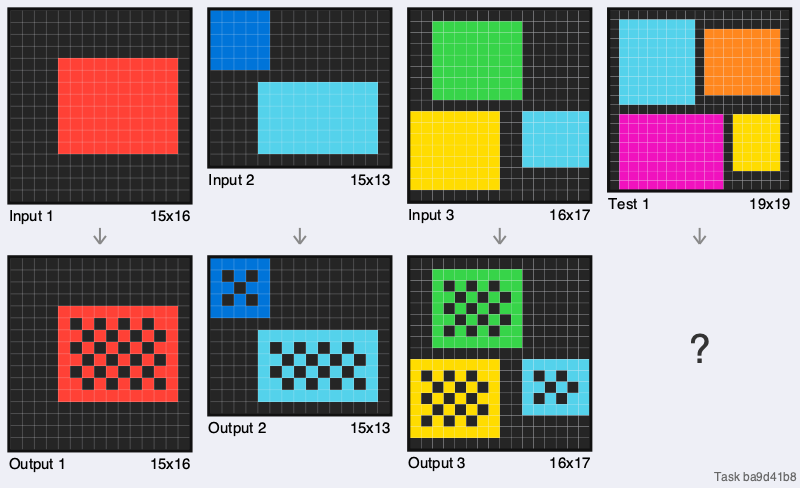 Input 1 15x16
Input 2 15x13
Input 3 16x17
Test 1 19x19
?
Output 1 15x16
Output 2 15x13
Output 3 16x17
Task ba9d41b8